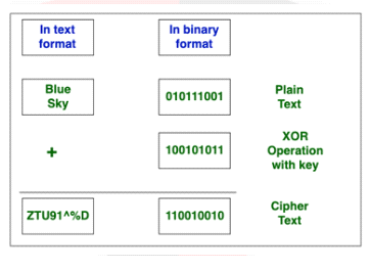 In text
format
In binary
format
Blue
Sky
010111001
Plain
Text
+
100101011
XOR
Operation
with key
ZTU91^%D
110010010
Cipher
Text